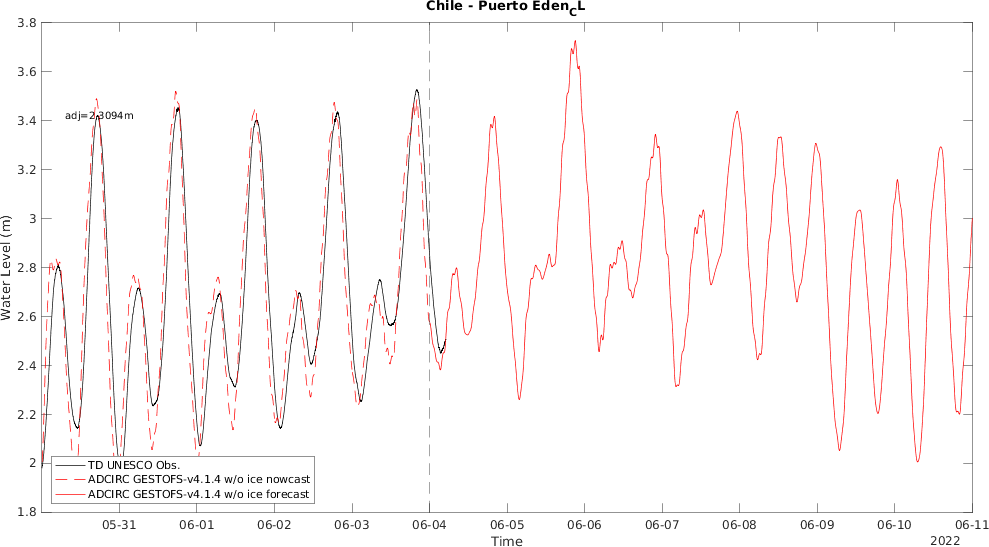 Chile - Puerto Eden_CL
3.8
3.6
3.4
3.2
3
2.8
2.6
2.4
2.2
2
1.8
Water Level (m)
adj=2.3094m
TD UNESCO Obs.
ADCIRC GESTOFS-v4.1.4 w/o ice nowcast
ADCIRC GESTOFS-v4.1.4 w/o ice forecast
05-31 06-01 06-02 06-03 06-04 06-05 06-06 06-07 06-08 06-09 06-10 06-11
Time
2022